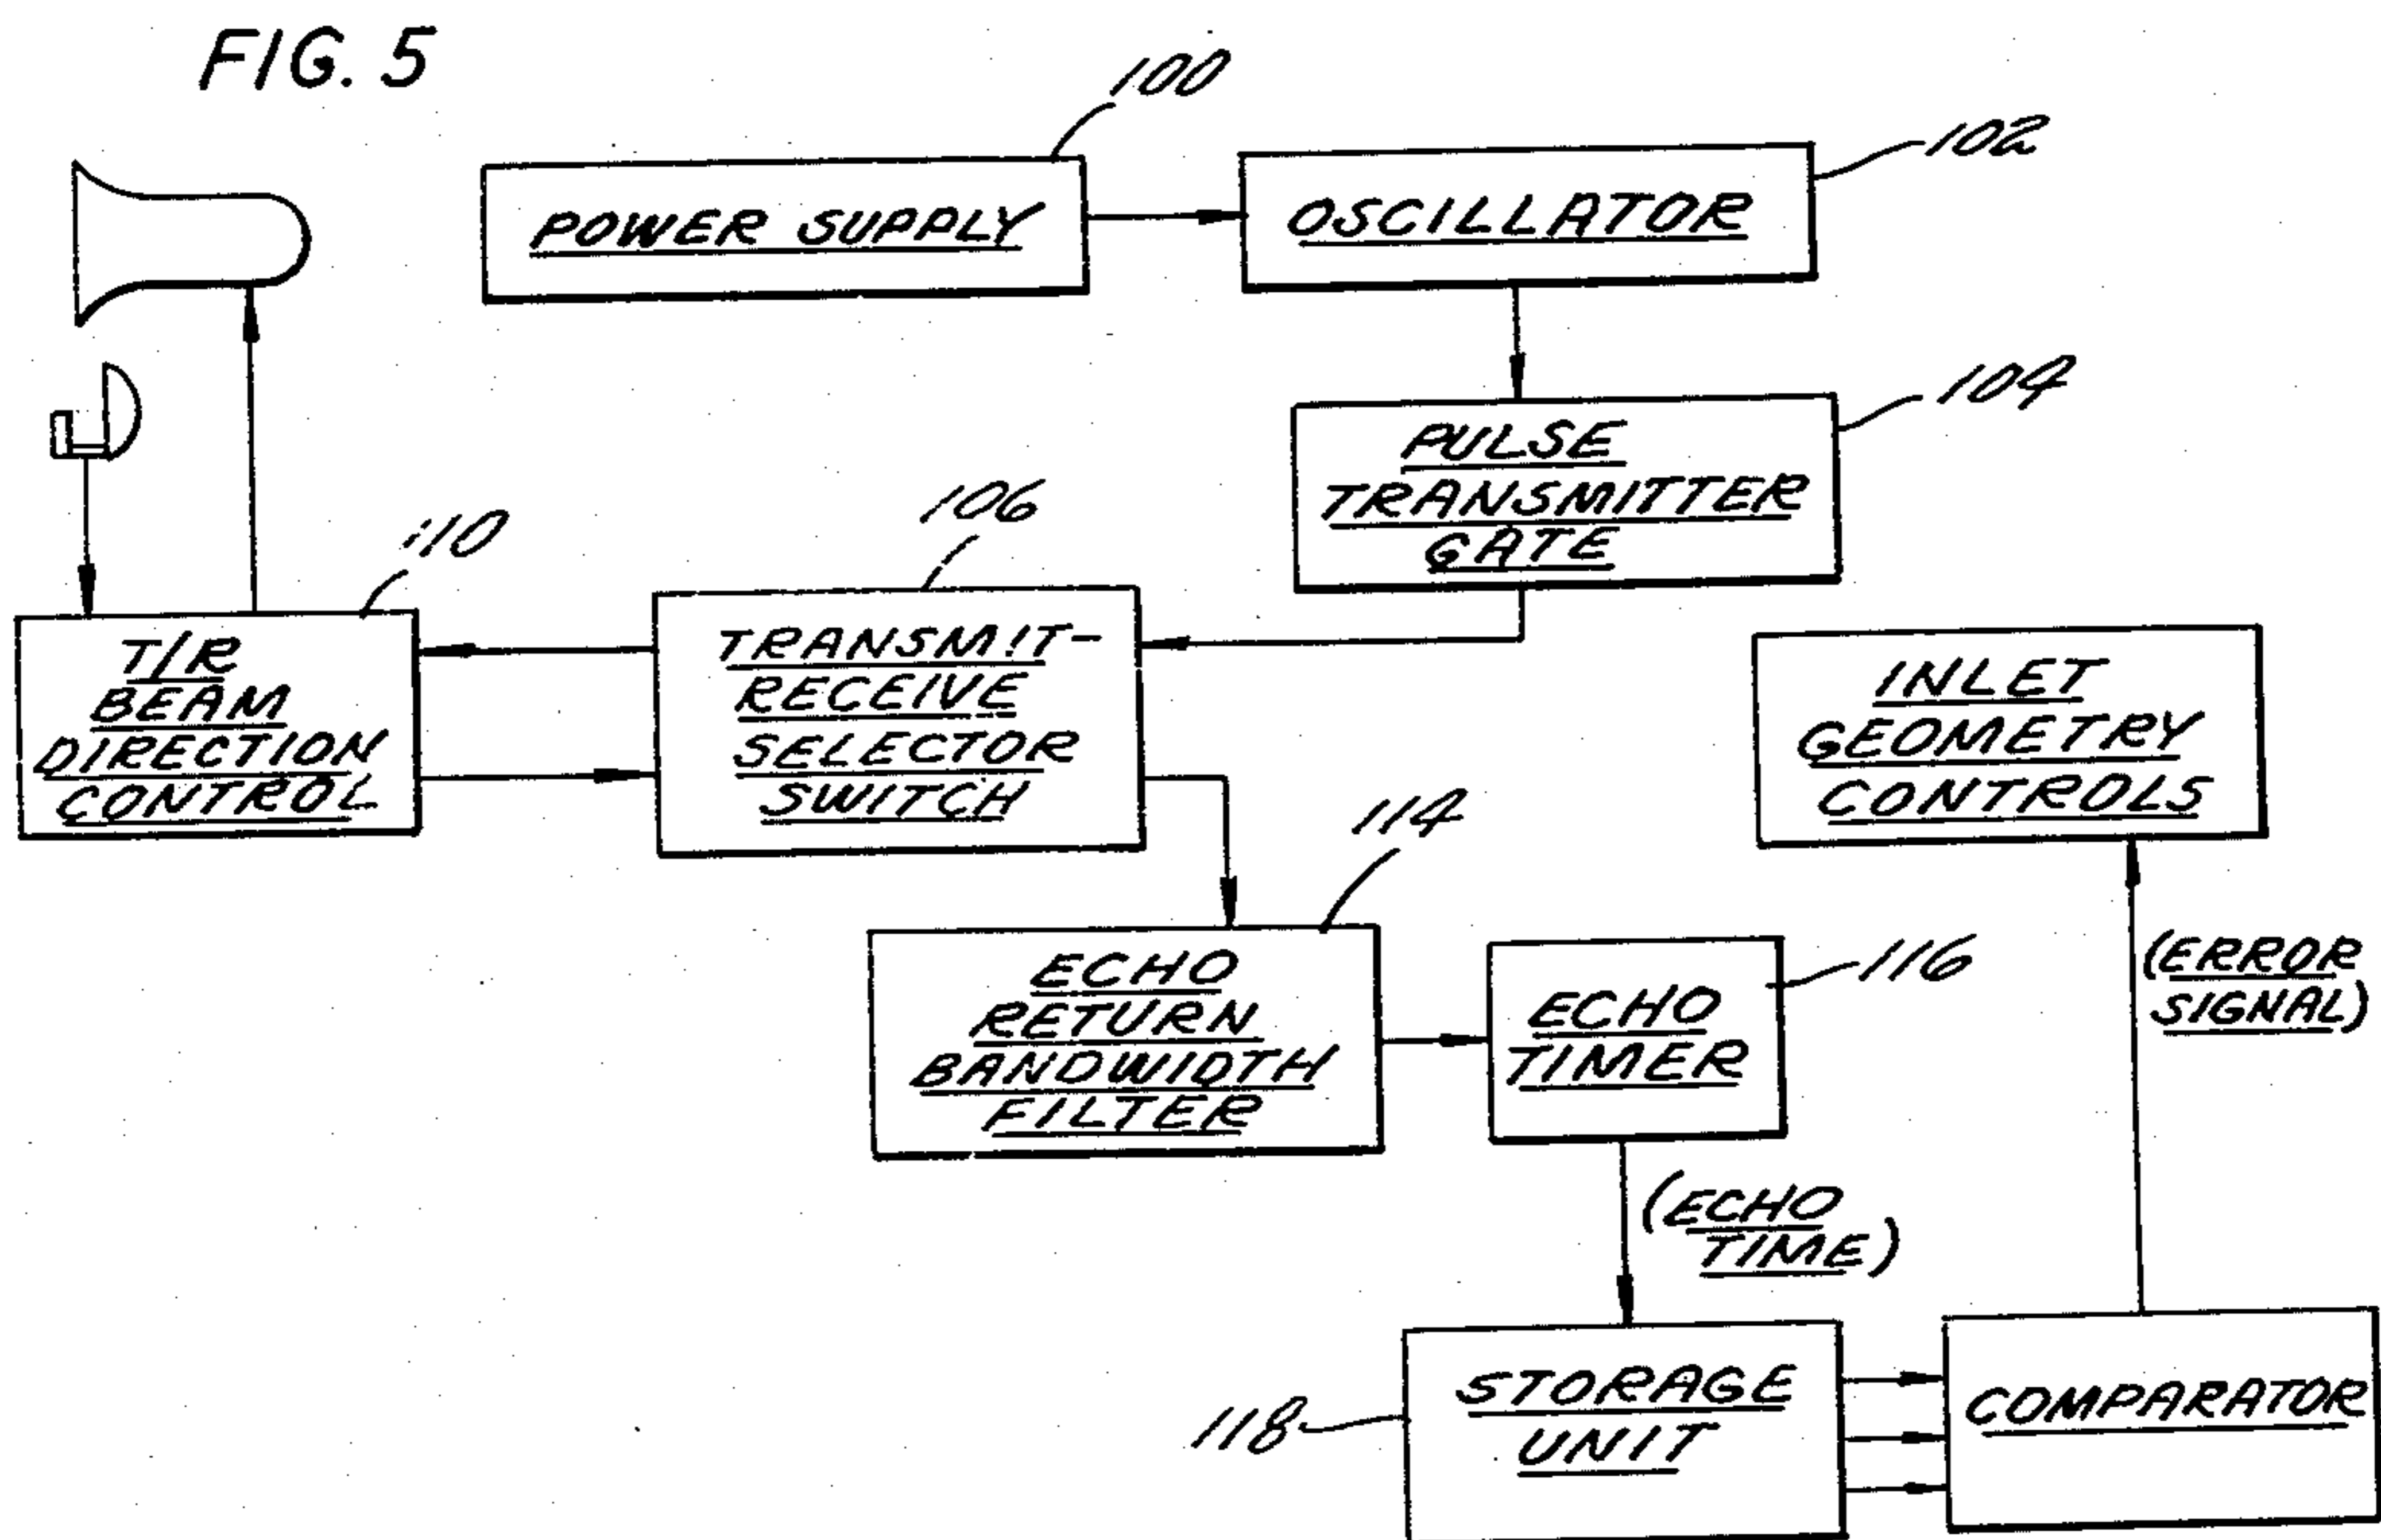 FIG. 5
100
POWER SUPPLY
102
OSCILLATOR
104
PULSE
TRANSMITTER
GATE
106
TRANSMIT-
RECEIVE
SELECTOR
SWITCH
110
T/R
BEAM
DIRECTION
CONTROL
INLET
GEOMETRY
CONTROLS
114
ECHO
RETURN
BANDWIDTH
FILTER
116
ECHO
TIMER
(ERROR
SIGNAL)
(ECHO
TIME)
118
STORAGE
UNIT
COMPARATOR